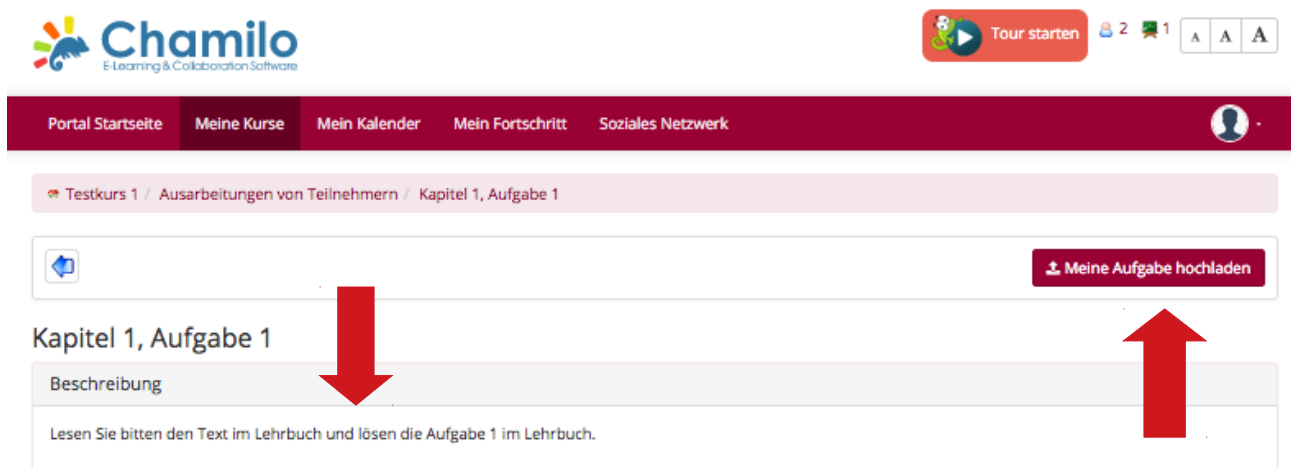 Chamilo
E-Learning & Collaboration Software
Tour starten 2 1 A A A
Portal Startseite Meine Kurse Mein Kalender Mein Fortschritt Soziales Netzwerk
Testkurs 1 / Ausarbeitungen von Teilnehmern / Kapitel 1, Aufgabe 1
Meine Aufgabe hochladen
Kapitel 1, Aufgabe 1
Beschreibung
Lesen Sie bitten den Text im Lehrbuch und lösen die Aufgabe 1 im Lehrbuch.